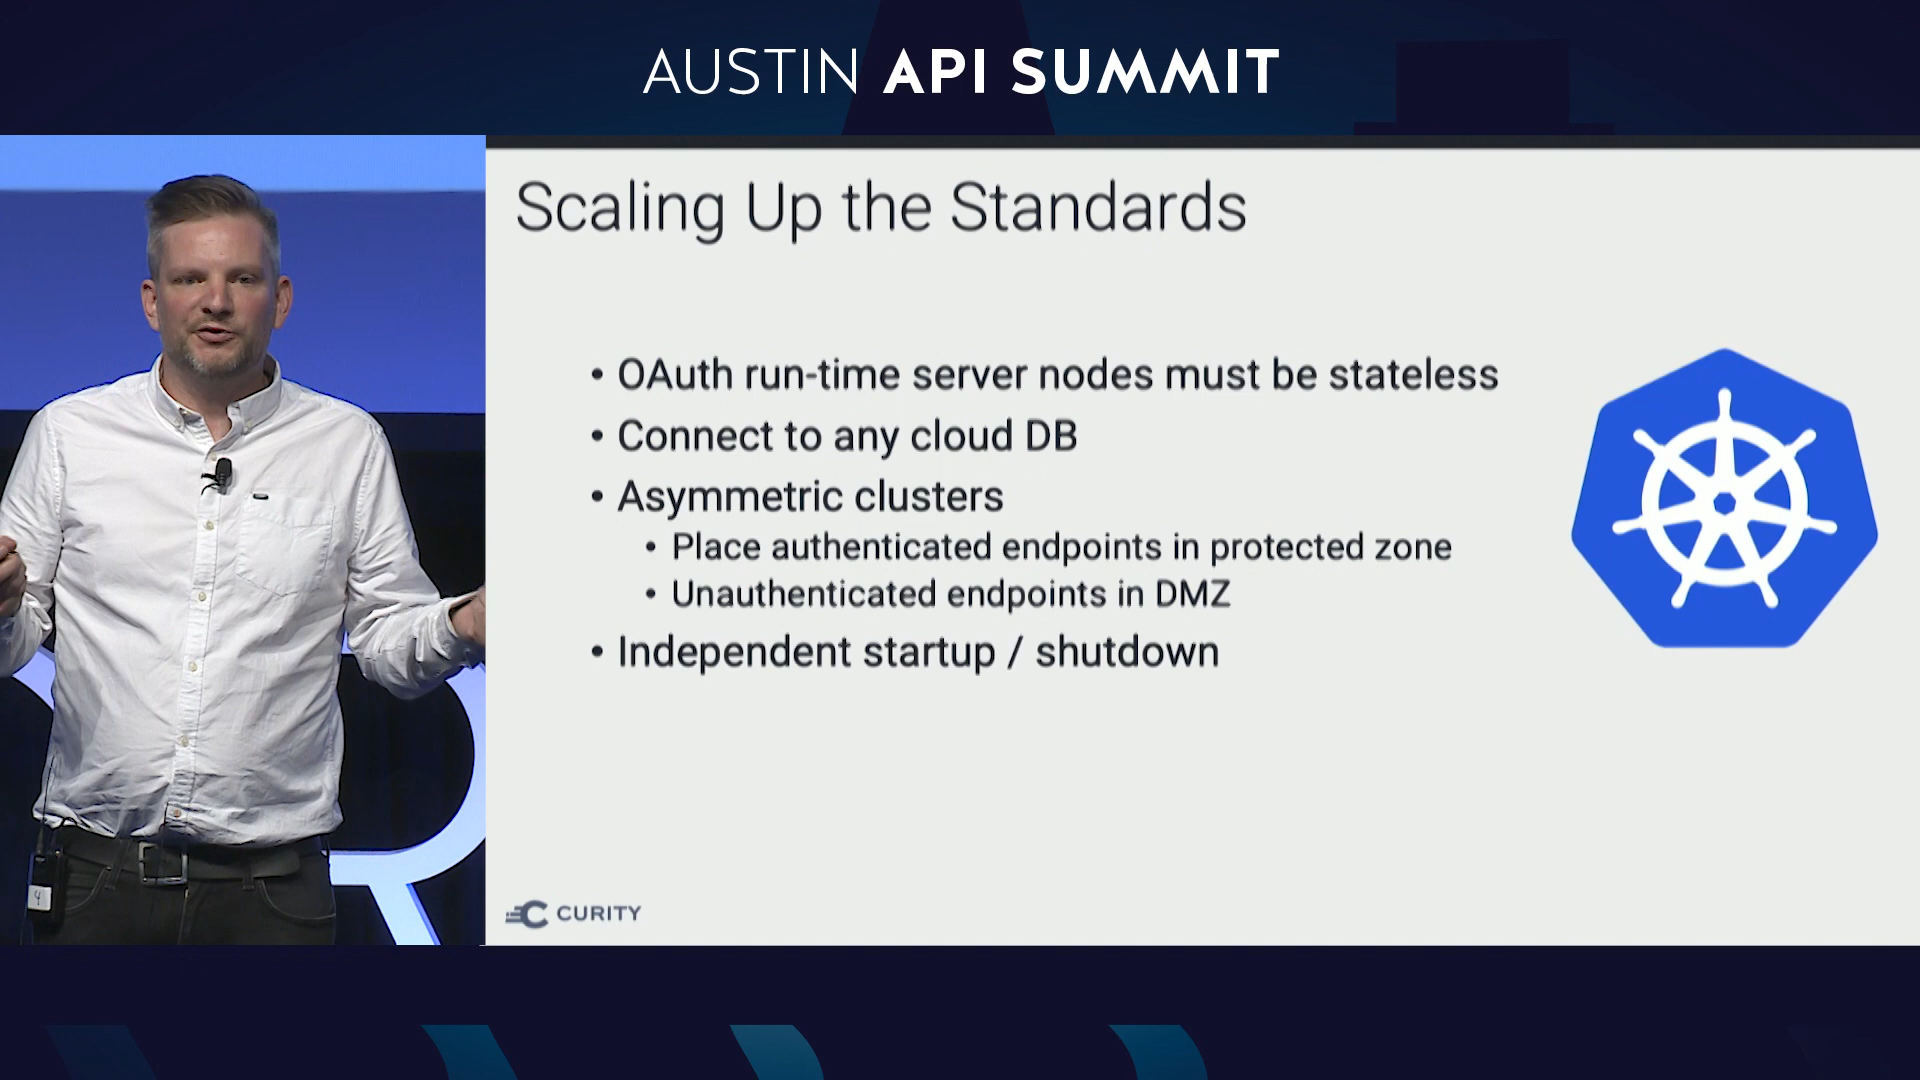 AUSTIN API SUMMIT
Scaling Up the Standards
• OAuth run-time server nodes must be stateless
• Connect to any cloud DB
• Asymmetric clusters
• Place authenticated endpoints in protected zone
• Unauthenticated endpoints in DMZ
• Independent startup / shutdown
CURITY
4